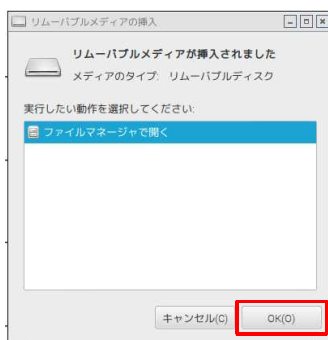 リムーバブルメディアの挿入
リムーバブルメディアが挿入されました
メディアのタイプ: リムーバブルディスク
実行したい動作を選択してください:
ファイルマネージャで開く
キャンセル(C)
OK(O)